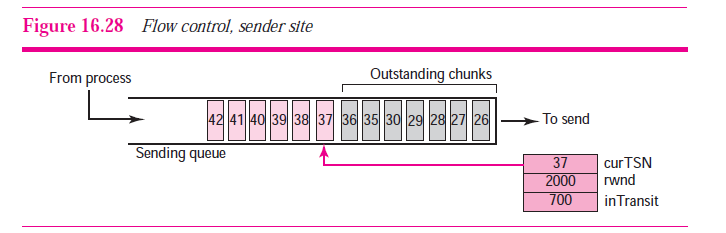 Figure 16.28 Flow control, sender site
From process
Outstanding chunks
42 41 40 39 38 37 36 35 30 29 28 27 26
To send
Sending queue
37 curTSN
2000 rwnd
700 inTransit